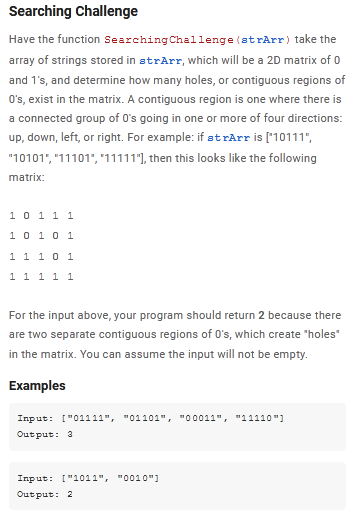 Searching Challenge
Have the function SearchingChallenge(strArr) take the
array of strings stored in strArr, which will be a 2D matrix of 0
and 1's, and determine how many holes, or contiguous regions of
0's, exist in the matrix. A contiguous region is one where there is
a connected group of 0's going in one or more of four directions:
up, down, left, or right. For example: if strArr is ["10111",
"10101", "11101", "11111"], then this looks like the following
matrix:
1 0 1 1 1
1 0 1 0 1
1 1 1 0 1
1 1 1 1 1
For the input above, your program should return 2 because there
are two separate contiguous regions of 0's, which create "holes"
in the matrix. You can assume the input will not be empty.
Examples
Input: ["01111", "01101", "00011", "11110"]
Output: 3
Input: ["1011", "0010"]
Output: 2